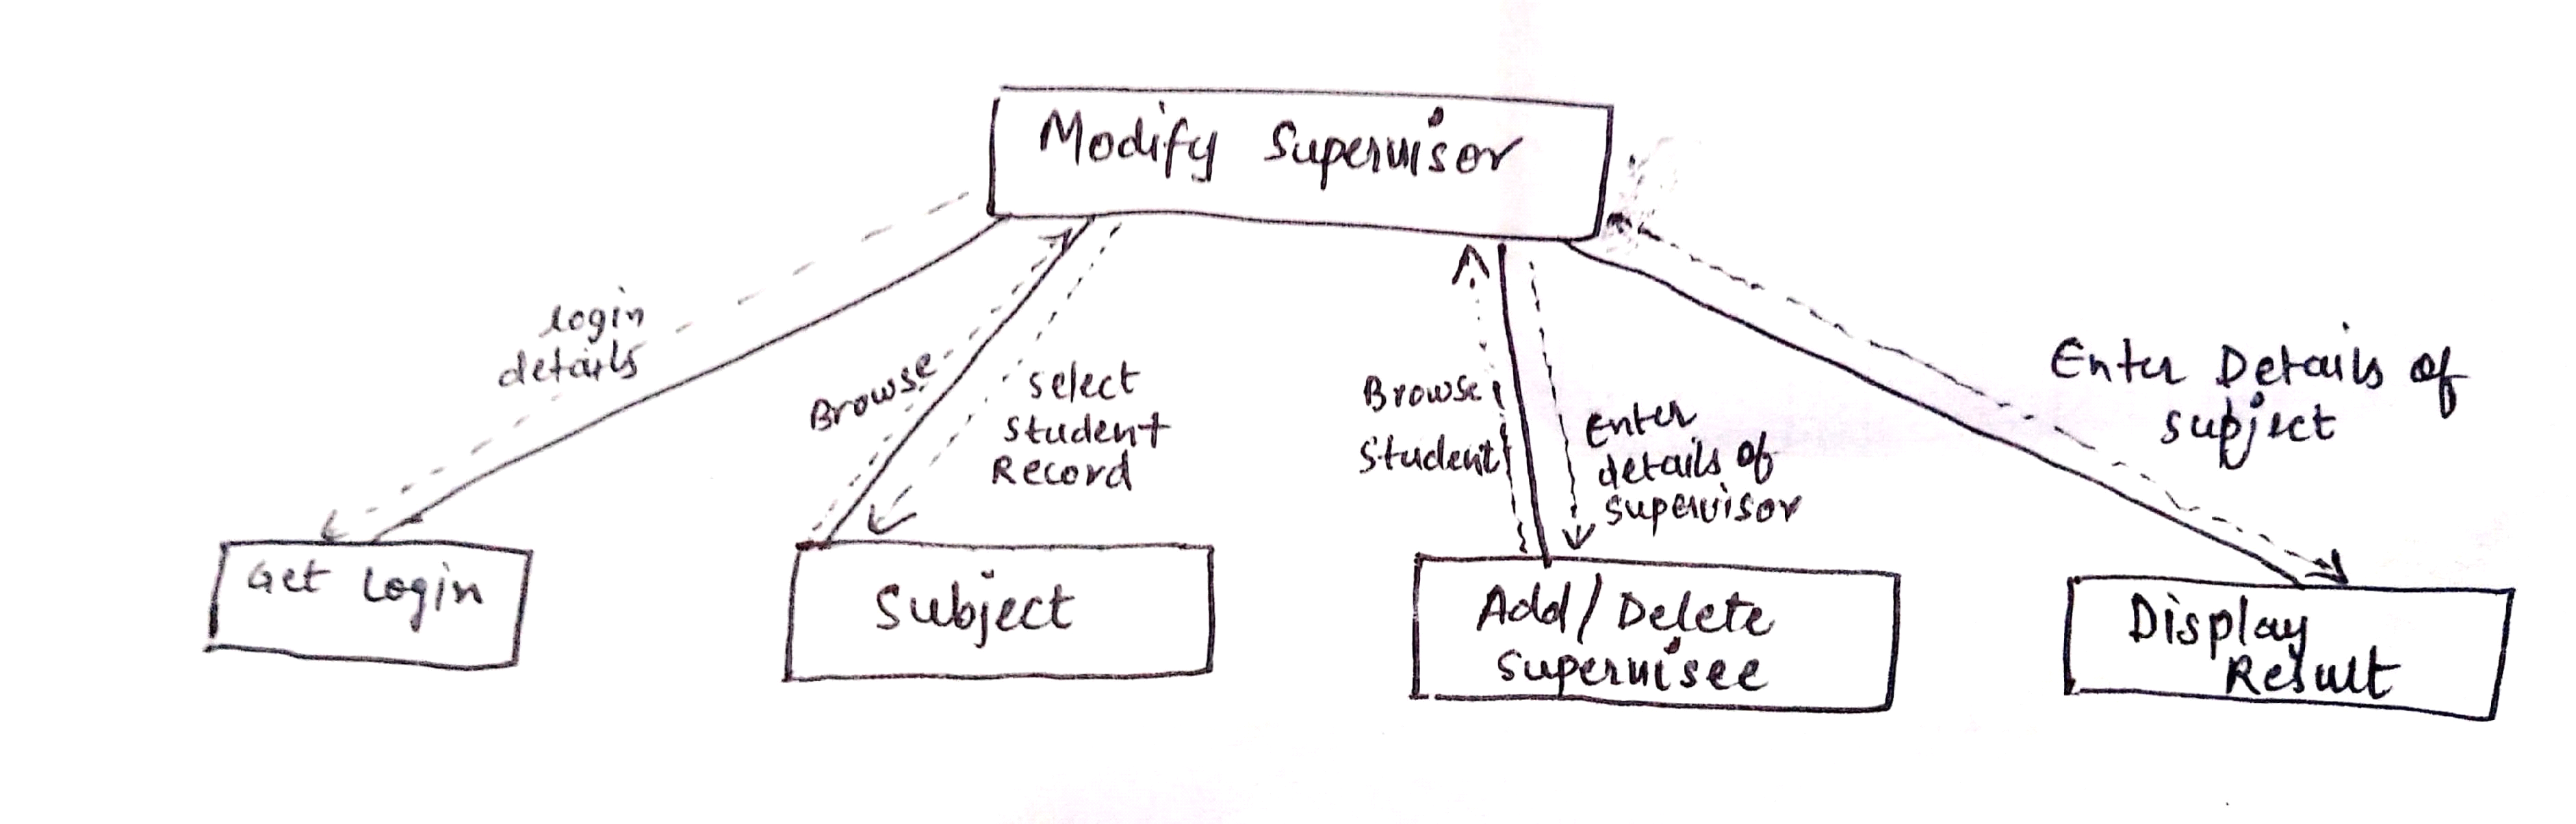 Modify Supervisor
login
details
Browse
Select
Student
Record
Browse
Student
Enter
details of
supervisor
Enter Details of
subject
Get Login
Subject
Add/Delete
Supervisee
Display
Result